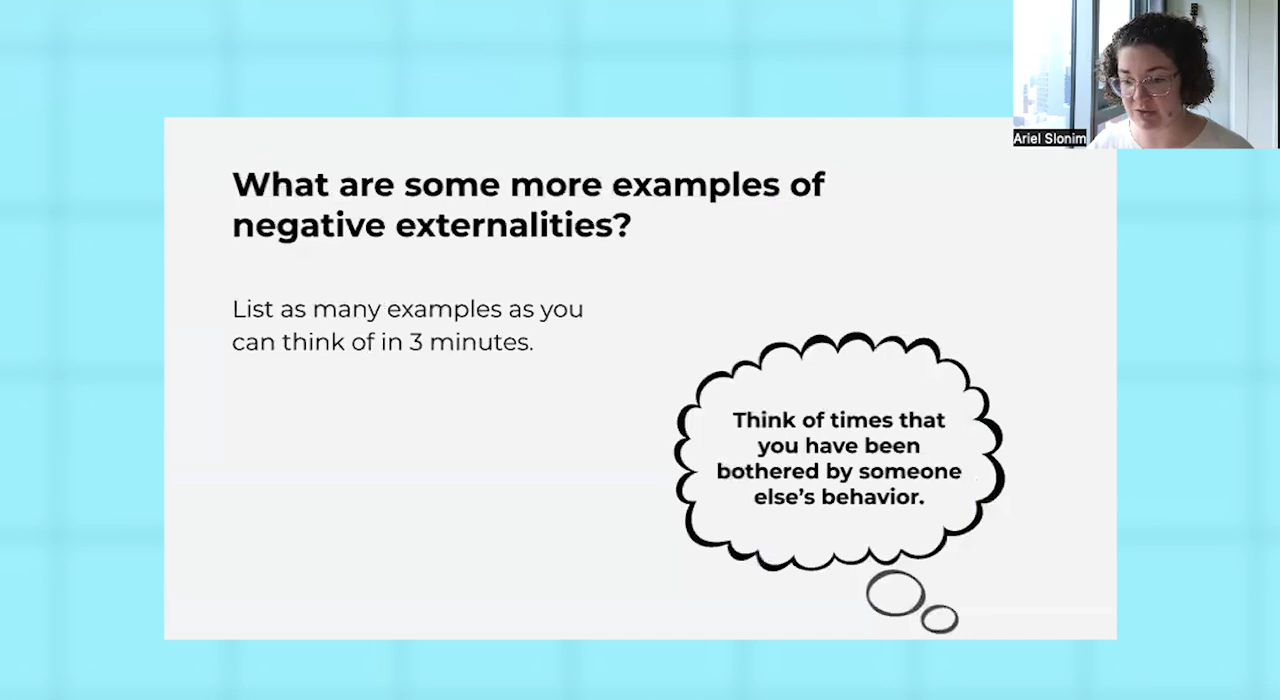 Ariel Slonim
What are some more examples of
negative externalities?
List as many examples as you
can think of in 3 minutes.
Think of times that
you have been
bothered by someone
else’s behavior.